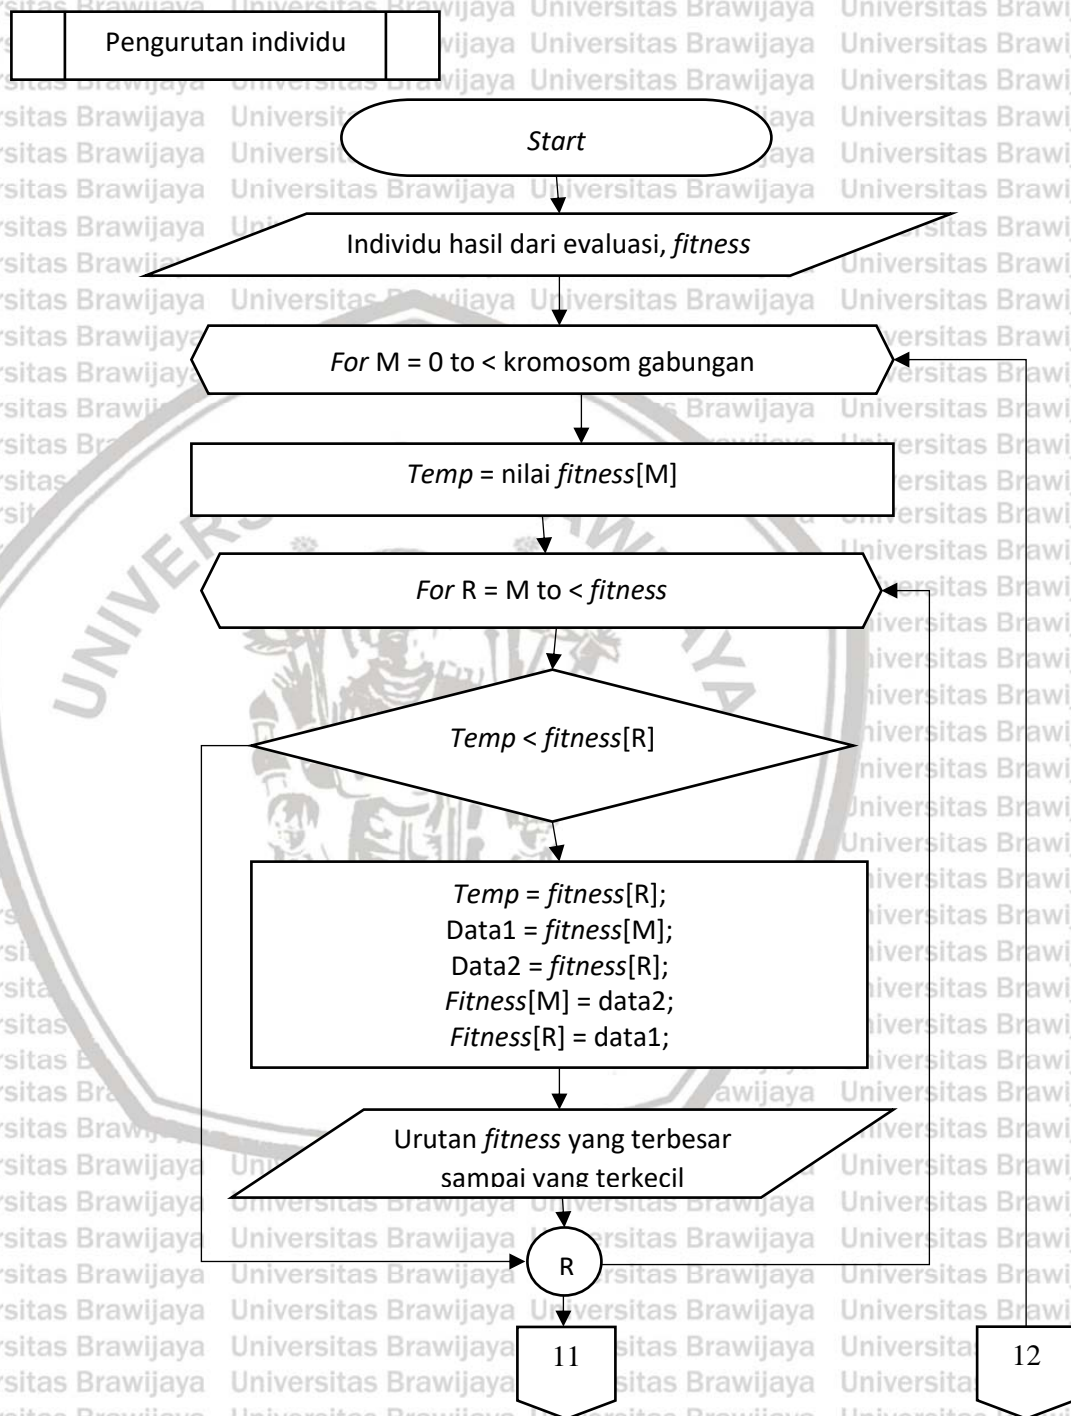 Pengurutan individu
Start
Individu hasil dari evaluasi, fitness
For M = 0 to < kromosom gabungan
Temp = nilai fitness[M]
For R = M to < fitness
Temp < fitness[R]
Temp = fitness[R];
Data1 = fitness[M];
Data2 = fitness[R];
Fitness[M] = data2;
Fitness[R] = data1;
Urutan fitness yang terbesar
sampai yang terkecil
R
11
12